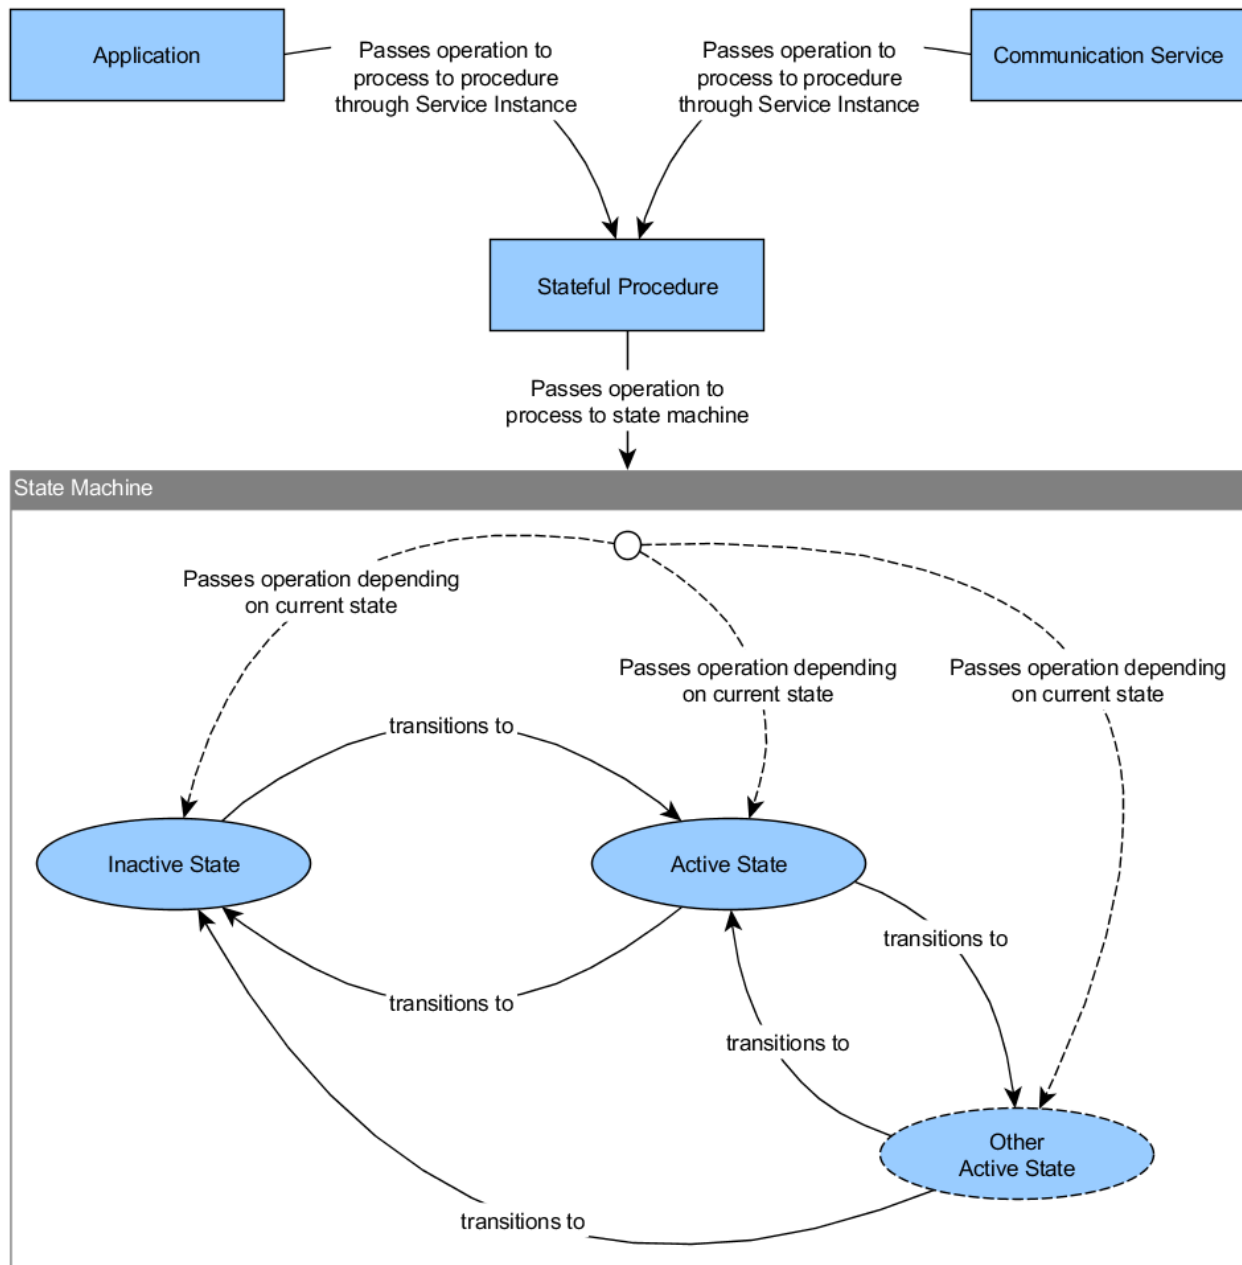 Application
Passes operation to
process to procedure
through Service Instance
Passes operation to
process to procedure
through Service Instance
Communication Service
Stateful Procedure
Passes operation to
process to state machine
State Machine
Passes operation depending
on current state
Passes operation depending
on current state
Passes operation depending
on current state
transitions to
Inactive State
Active State
transitions to
transitions to
transitions to
Other
Active State
transitions to